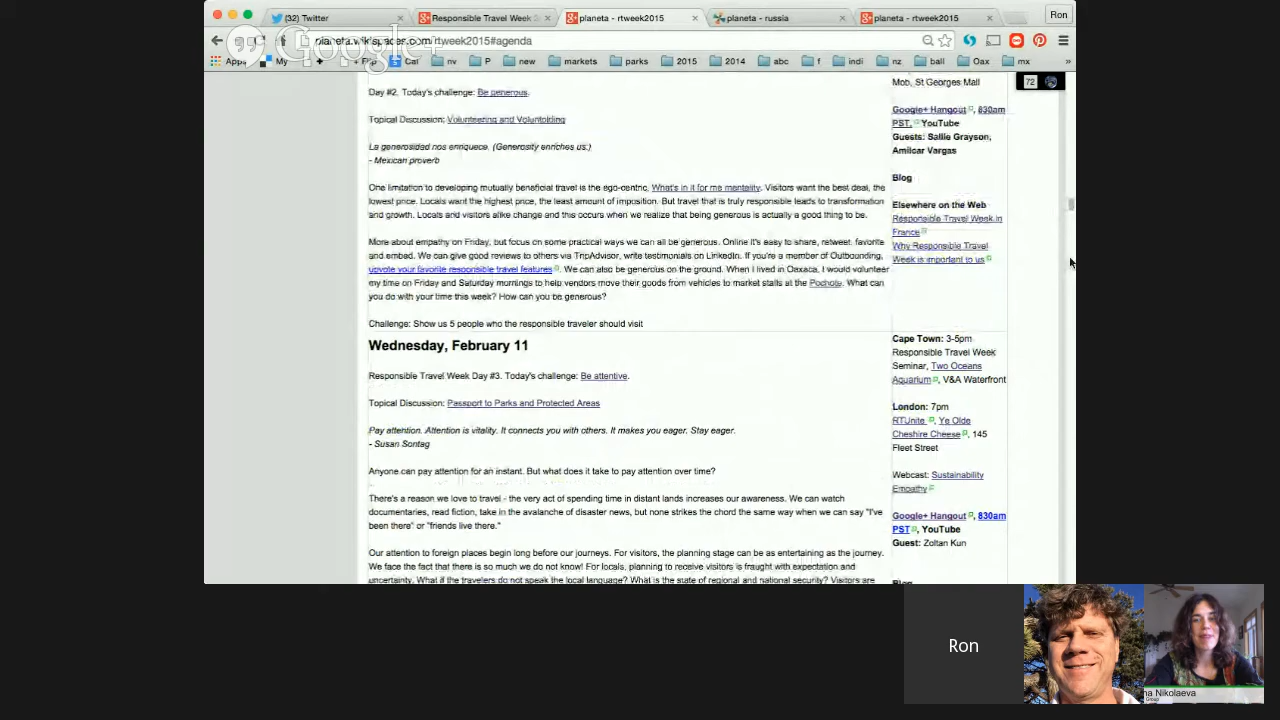 (32) Twitter
Responsible Travel Week
planeta - rtweek2015
planeta - russia
planeta - rtweek2015
Ron
planeta.wikispaces.com/rtweek2015#agenda
Google+
Apps
My
Cal
nv
P
new
markets
parks
2015
2014
abc
f
indi
nz
ball
Oax
mx
»
72
Day #2. Today's challenge: Be generous.
Topical Discussion: Volunteering and Voluntolding
La generosidad nos enriquece. (Generosity enriches us.)
- Mexican proverb
One limitation to developing mutually beneficial travel is the ego-centric, What's in it for me mentality. Visitors want the best deal, the
lowest price. Locals want the highest price, the least amount of imposition. But travel that is truly responsible leads to transformation
and growth. Locals and visitors alike change and this occurs when we realize that being generous is actually a good thing to be.
More about empathy on Friday, but focus on some practical ways we can all be generous. Online it's easy to share, retweet, favorite
and embed. We can give good reviews to others via TripAdvisor, write testimonials on LinkedIn. If you're a member of Outbounding,
upvote your favorite responsible travel features. We can also be generous on the ground. When I lived in Oaxaca, I would volunteer
my time on Friday and Saturday mornings to help vendors move their goods from vehicles to market stalls at the Pochote. What can
you do with your time this week? How can you be generous?
Challenge: Show us 5 people who the responsible traveler should visit
Mob, St Georges Mall
Google+ Hangout, 830am
PST, YouTube
Guests: Sallie Grayson,
Amilcar Vargas
Blog
Elsewhere on the Web
Responsible Travel Week in
France
Why Responsible Travel
Week is important to us
Wednesday, February 11
Responsible Travel Week Day #3. Today's challenge: Be attentive.
Topical Discussion: Passport to Parks and Protected Areas
Pay attention. Attention is vitality. It connects you with others. It makes you eager. Stay eager.
- Susan Sontag
Anyone can pay attention for an instant. But what does it take to pay attention over time?
There's a reason we love to travel - the very act of spending time in distant lands increases our awareness. We can watch
documentaries, read fiction, take in the avalanche of disaster news, but none strikes the chord the same way when we can say "I've
been there" or "friends live there."
Our attention to foreign places begin long before our journeys. For visitors, the planning stage can be as entertaining as the journey.
We face the fact that there is so much we do not know! For locals, planning to receive visitors is fraught with expectation and
uncertainty. What if the travelers do not speak the local language? What is the state of regional and national security? Visitors are
Cape Town: 3-5pm
Responsible Travel Week
Seminar, Two Oceans
Aquarium, V&A Waterfront
London: 7pm
RTUnite, Ye Olde
Cheshire Cheese, 145
Fleet Street
Webcast: Sustainability
Empathy
Google+ Hangout, 830am
PST, YouTube
Guest: Zoltan Kun
Blog
Ron
na Nikolaeva
Group